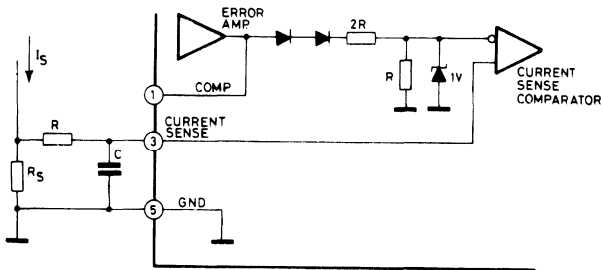 ERROR
AMP.
2R
IS
1
COMP
R
1V
CURRENT
SENSE
COMPARATOR
CURRENT
SENSE
R
3
C
RS
5
GND